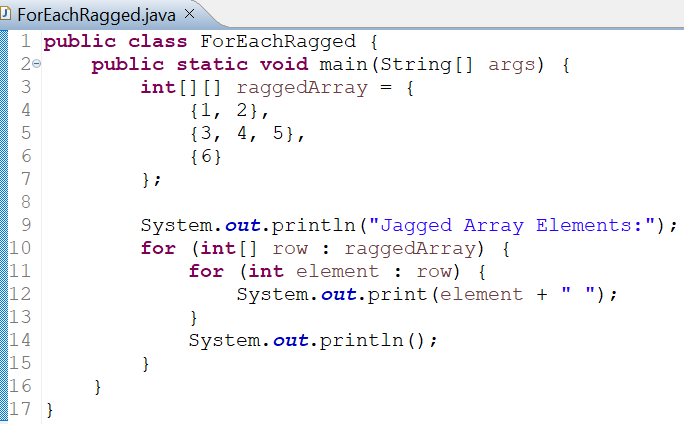 ForEachRagged.java
1 public class ForEachRagged {
2     public static void main(String[] args) {
3         int[][] raggedArray = {
4             {1, 2},
5             {3, 4, 5},
6             {6}
7         };
8
9         System.out.println("Jagged Array Elements:");
10         for (int[] row : raggedArray) {
11             for (int element : row) {
12                 System.out.print(element + " ");
13             }
14             System.out.println();
15         }
16     }
17 }